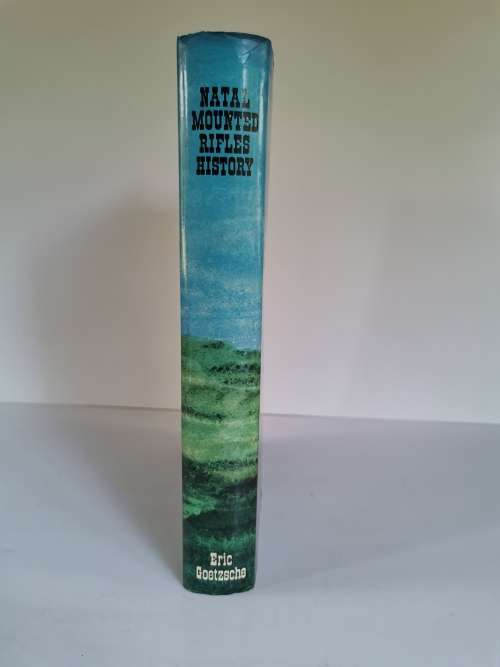 NATAL
MOUNTED
RIFLES
HISTORY
Eric
Goetzsche